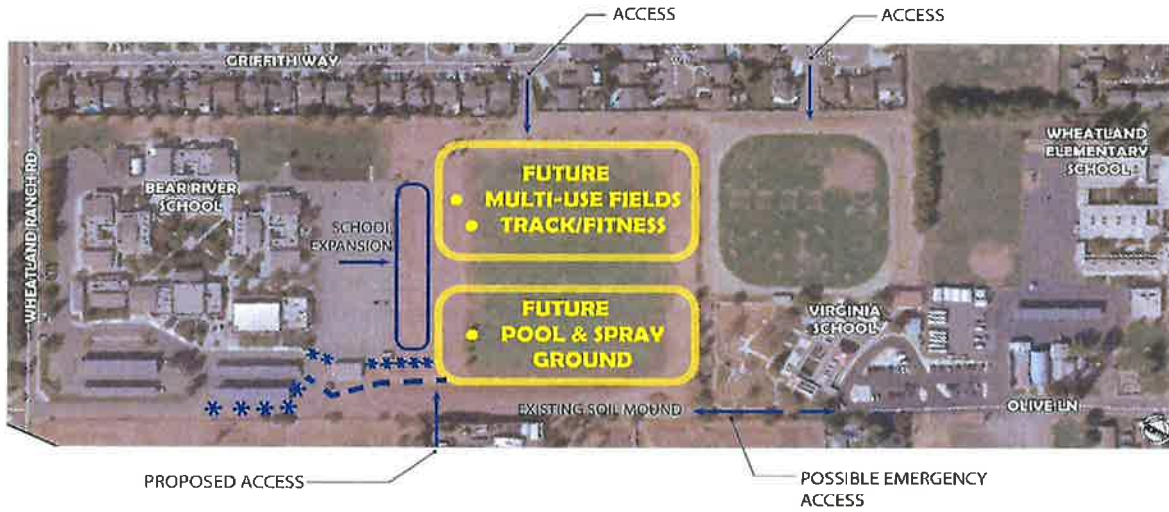 ACCESS
ACCESS
GRIFFITH WAY
WHEATLAND RANCH RD
BEAR RIVER
SCHOOL
SCHOOL
EXPANSION
FUTURE
• MULTI-USE FIELDS
• TRACK/FITNESS
WHEATLAND
ELEMENTARY
SCHOOL
FUTURE
• POOL & SPRAY
GROUND
VIRGINIA
SCHOOL
EXISTING SOIL MOUND
OLIVE LN
PROPOSED ACCESS
POSSIBLE EMERGENCY
ACCESS